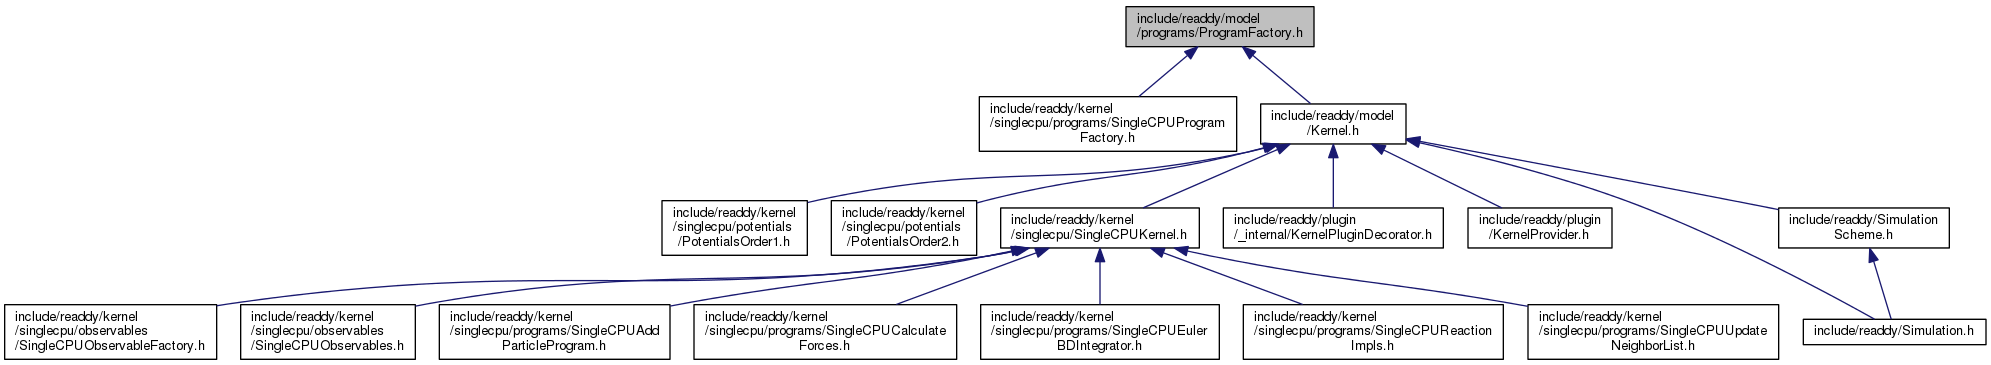 include/readdy/model
/programs/ProgramFactory.h
include/readdy/kernel
/singlecpu/programs/SingleCPUProgram
Factory.h
include/readdy/model
/Kernel.h
include/readdy/kernel
/singlecpu/potentials
/PotentialsOrder1.h
include/readdy/kernel
/singlecpu/potentials
/PotentialsOrder2.h
include/readdy/kernel
/singlecpu/SingleCPUKernel.h
include/readdy/plugin
/_internal/KernelPluginDecorator.h
include/readdy/plugin
/KernelProvider.h
include/readdy/Simulation
Scheme.h
include/readdy/kernel
/singlecpu/observables
/SingleCPUObservableFactory.h
include/readdy/kernel
/singlecpu/observables
/SingleCPUObservables.h
include/readdy/kernel
/singlecpu/programs/SingleCPUAdd
ParticleProgram.h
include/readdy/kernel
/singlecpu/programs/SingleCPUCalculate
Forces.h
include/readdy/kernel
/singlecpu/programs/SingleCPUEuler
BDIntegrator.h
include/readdy/kernel
/singlecpu/programs/SingleCPUReaction
Impls.h
include/readdy/kernel
/singlecpu/programs/SingleCPUUpdate
NeighborList.h
include/readdy/Simulation.h